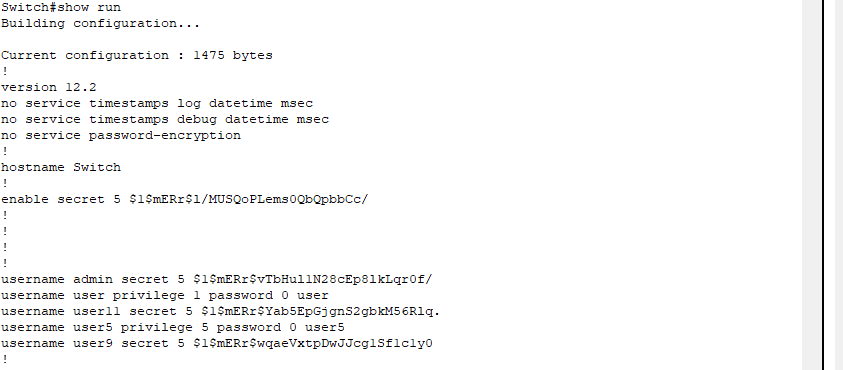 Switch#show run
Building configuration...
Current configuration : 1475 bytes
!
version 12.2
no service timestamps log datetime msec
no service timestamps debug datetime msec
no service password-encryption
!
hostname Switch
!
enable secret 5 $1$mERr$l/MUSQoPLems0QbQpbbCc/
!
!
!
!
username admin secret 5 $1$mERr$vTbHul1N28cEp8lkLqr0f/
username user privilege 1 password 0 user
username user11 secret 5 $1$mERr$Yab5EpGjgnS2gbkM56Rlq.
username user5 privilege 5 password 0 user5
username user9 secret 5 $1$mERr$wqaeVxtpDwJJcglSf1c1y0
!